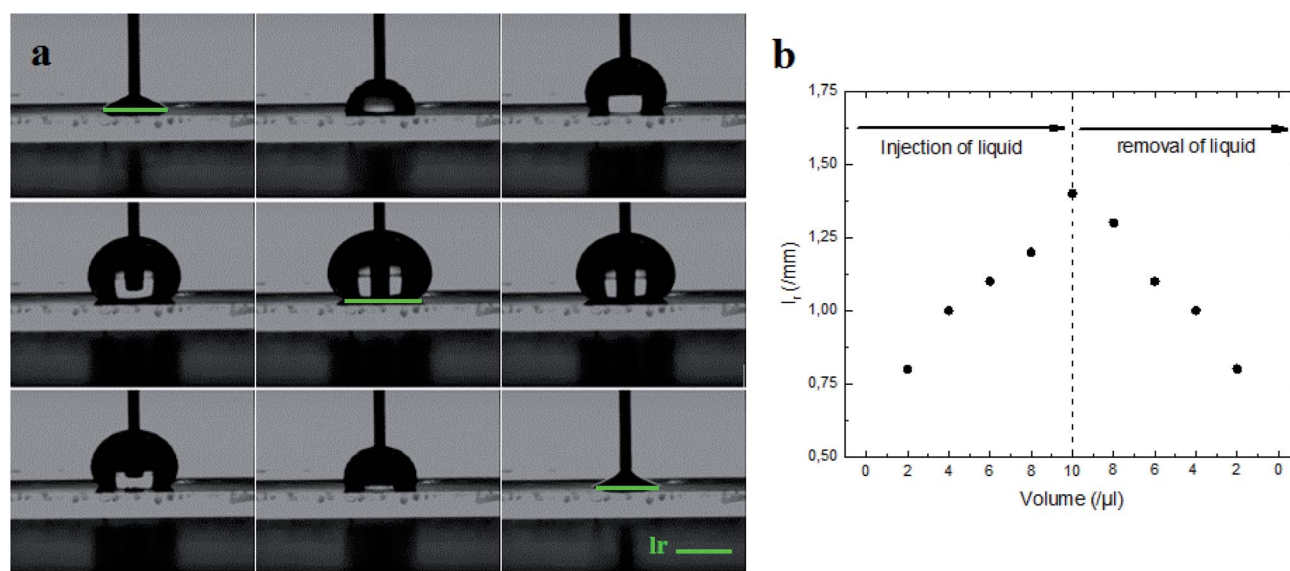 a
lr
b
1,75
1,50
1,25
1,00
0,75
0,50
lr (/mm)
Injection of liquid
removal of liquid
0 2 4 6 8 10 8 6 4 2 0
Volume (/µl)